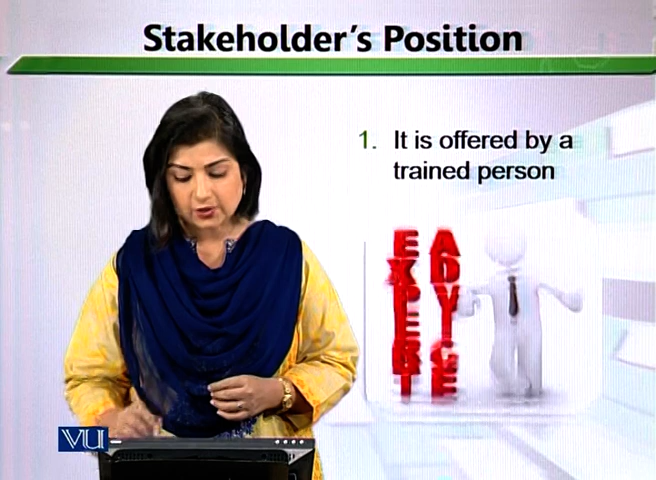 Stakeholder's Position
1. It is offered by a
trained person
EXPERT
ADVICE
VU